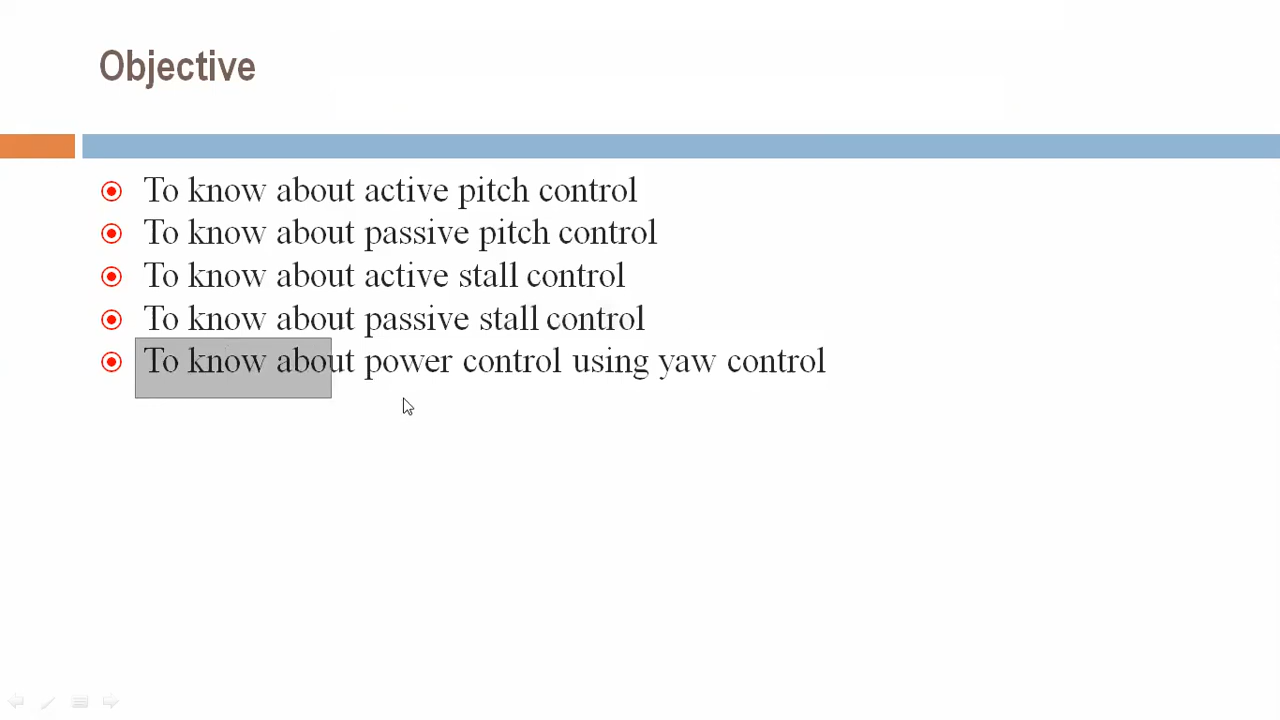 Objective
To know about active pitch control
To know about passive pitch control
To know about active stall control
To know about passive stall control
To know about power control using yaw control